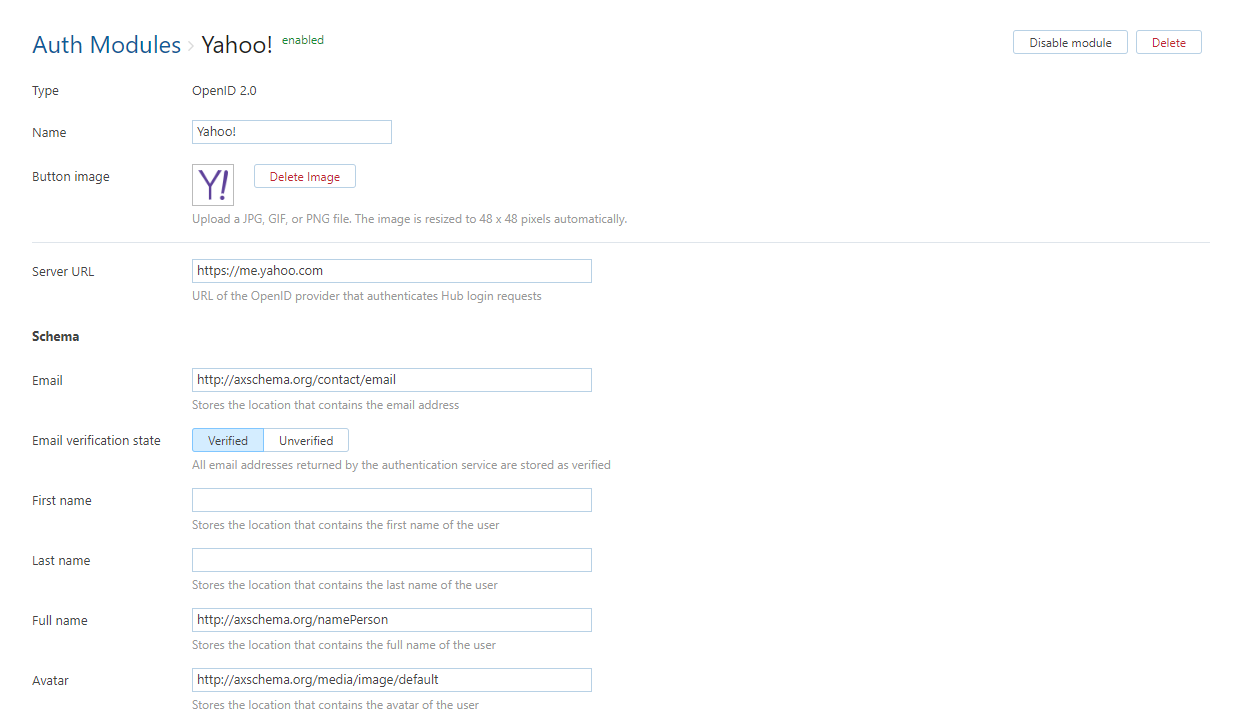 Auth Modules › Yahoo! enabled Disable module Delete
Type OpenID 2.0
Name Yahoo!
Button image Y! Delete Image
Upload a JPG, GIF, or PNG file. The image is resized to 48 x 48 pixels automatically.
Server URL https://me.yahoo.com
URL of the OpenID provider that authenticates Hub login requests
Schema
Email http://axschema.org/contact/email
Stores the location that contains the email address
Email verification state Verified Unverified
All email addresses returned by the authentication service are stored as verified
First name
Stores the location that contains the first name of the user
Last name
Stores the location that contains the last name of the user
Full name http://axschema.org/namePerson
Stores the location that contains the full name of the user
Avatar http://axschema.org/media/image/default
Stores the location that contains the avatar of the user